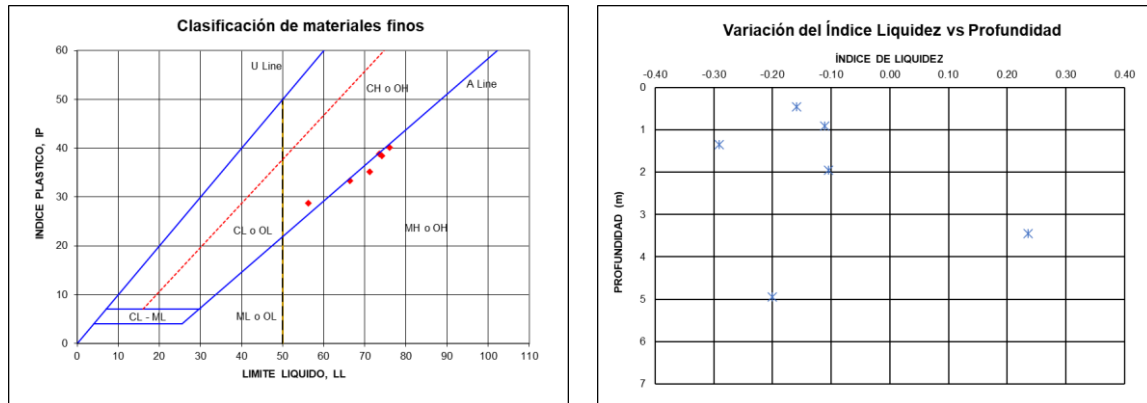 Clasificación de materiales finos
60
50
40
30
20
10
0
INDICE PLASTICO, IP
U Line
CH o OH
A Line
CL o OL
MH o OH
CL - ML
ML o OL
0 10 20 30 40 50 60 70 80 90 100 110
LIMITE LIQUIDO, LL
Variación del Índice Liquidez vs Profundidad
ÍNDICE DE LIQUIDEZ
-0.40 -0.30 -0.20 -0.10 0.00 0.10 0.20 0.30 0.40
0
1
2
3
4
5
6
7
PROFUNDIDAD (m)